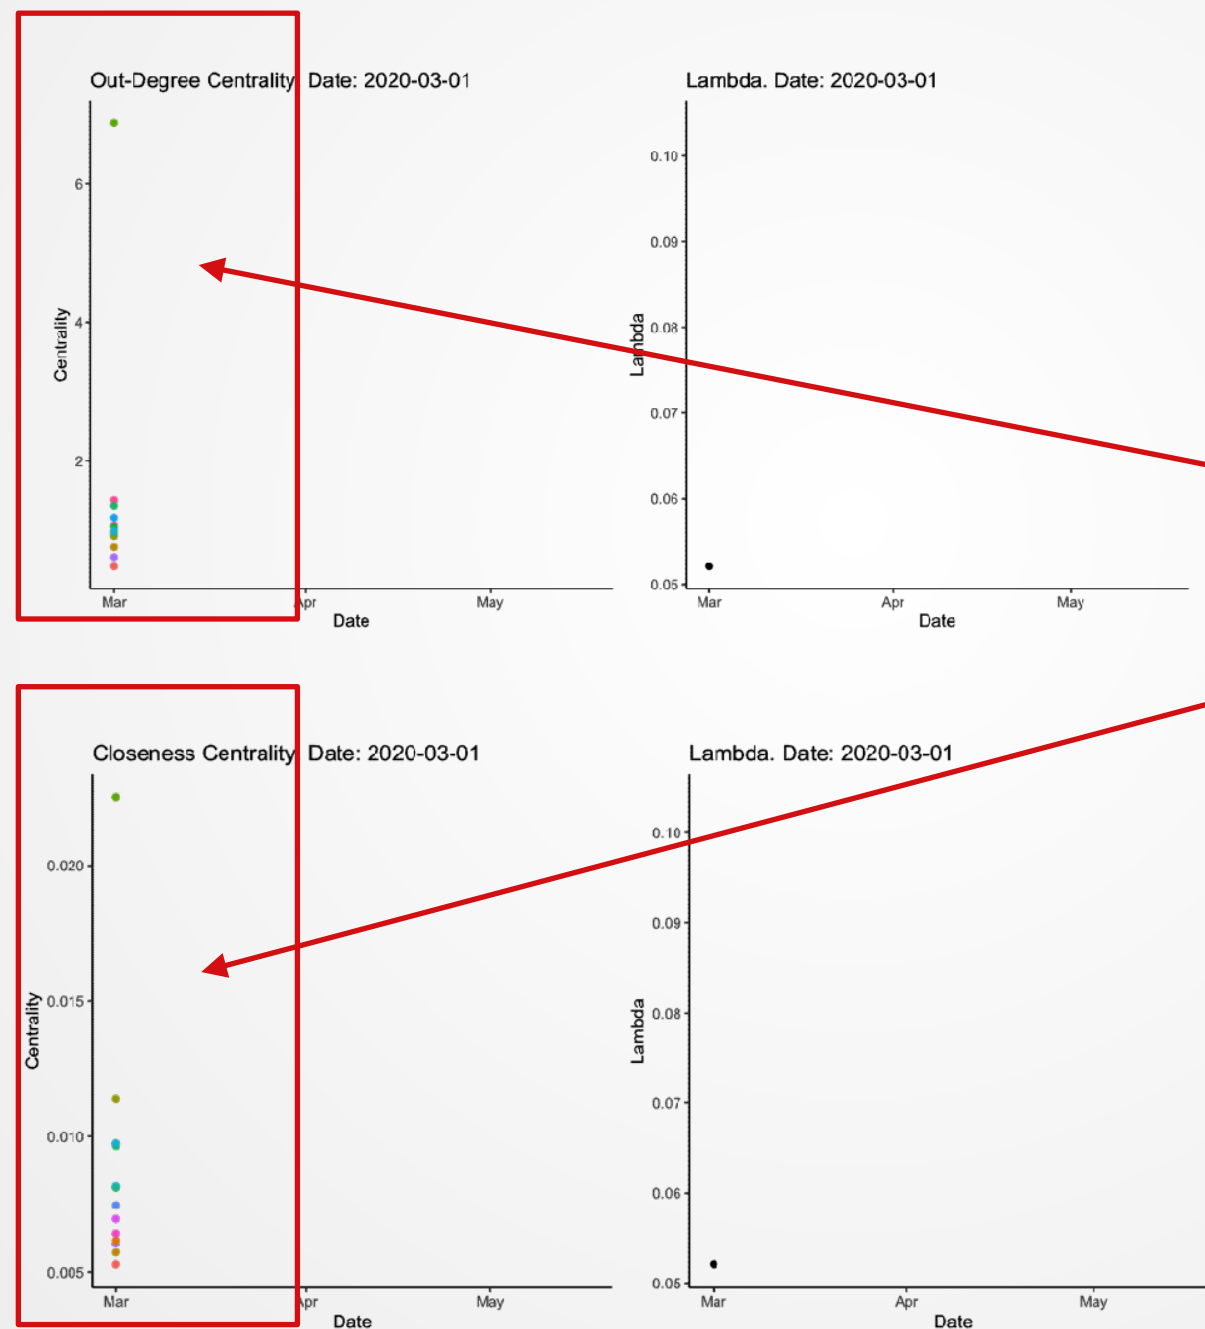 Out-Degree Centrality. Date: 2020-03-01
Centrality
6
4
2
Mar Apr May
Date
Lambda. Date: 2020-03-01
Lambda
0.10
0.09
0.08
0.07
0.06
0.05
Mar Apr May
Date
Closeness Centrality. Date: 2020-03-01
Centrality
0.020
0.015
0.010
0.005
Mar Apr May
Date
Lambda. Date: 2020-03-01
Lambda
0.10
0.09
0.08
0.07
0.06
0.05
Mar Apr May
Date